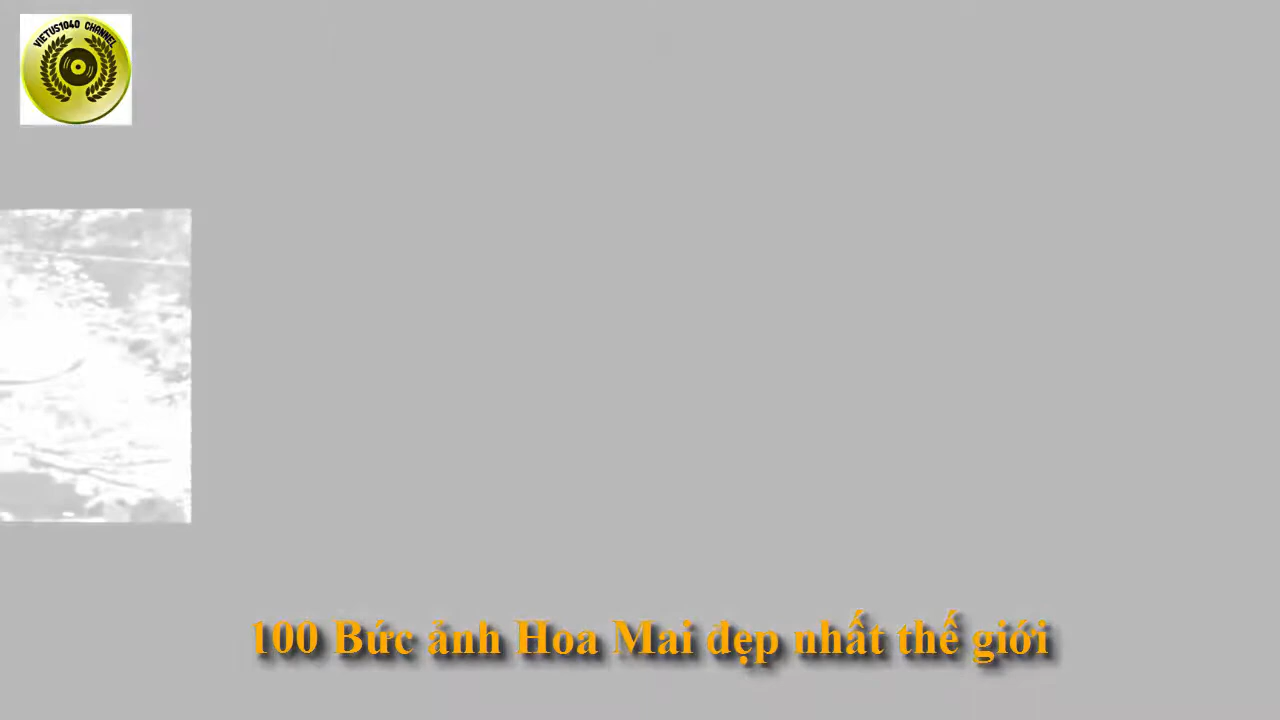 VIETUS1040 CHANNEL
100 Bức ảnh Hoa Mai đẹp nhất thế giới